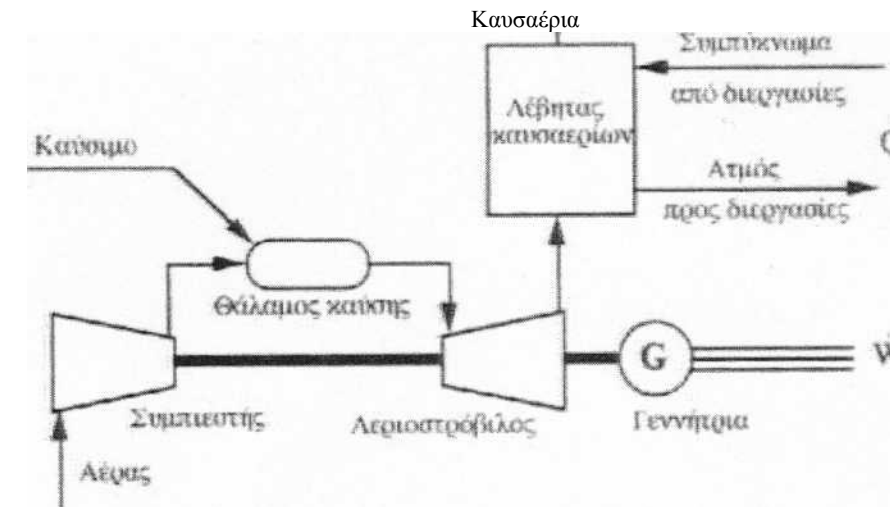 Καυσαέρια
Συμπύκνωμα
από διεργασίες
Λέβητας
καυσαερίων
Καύσιμο
Ατμός
προς διεργασίες
Θάλαμος καύσης
G
Συμπιεστής
Αεριοστρόβιλος
Γεννήτρια
Αέρας